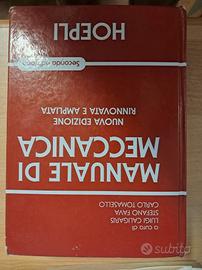 a cura di
LUIGI CALIGARIS
STEFANO FAVA
CARLO TOMASELLO
MANUALE DI
MECCANICA
NUOVA EDIZIONE
RINNOVATA E AMPLIATA
Seconda edizione
HOEPLI
subito